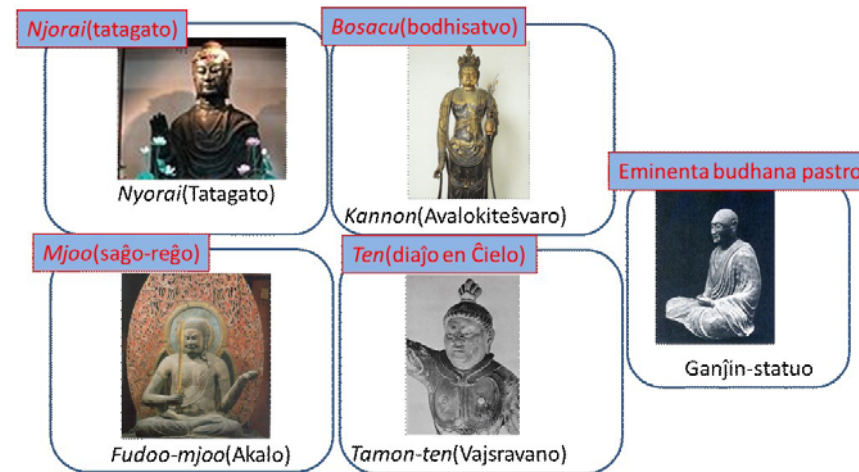 Njorai(tatagato)
Nyorai(Tatagato)
Bosacu(bodhisatvo)
Kannon(Avalokiteŝvaro)
Eminenta budhana pastro
Ganĵin-statuo
Mjoo(saĝo-reĝo)
Fudoo-mjoo(Akalo)
Ten(diaĵo en Ĉielo)
Tamon-ten(Vajsravano)